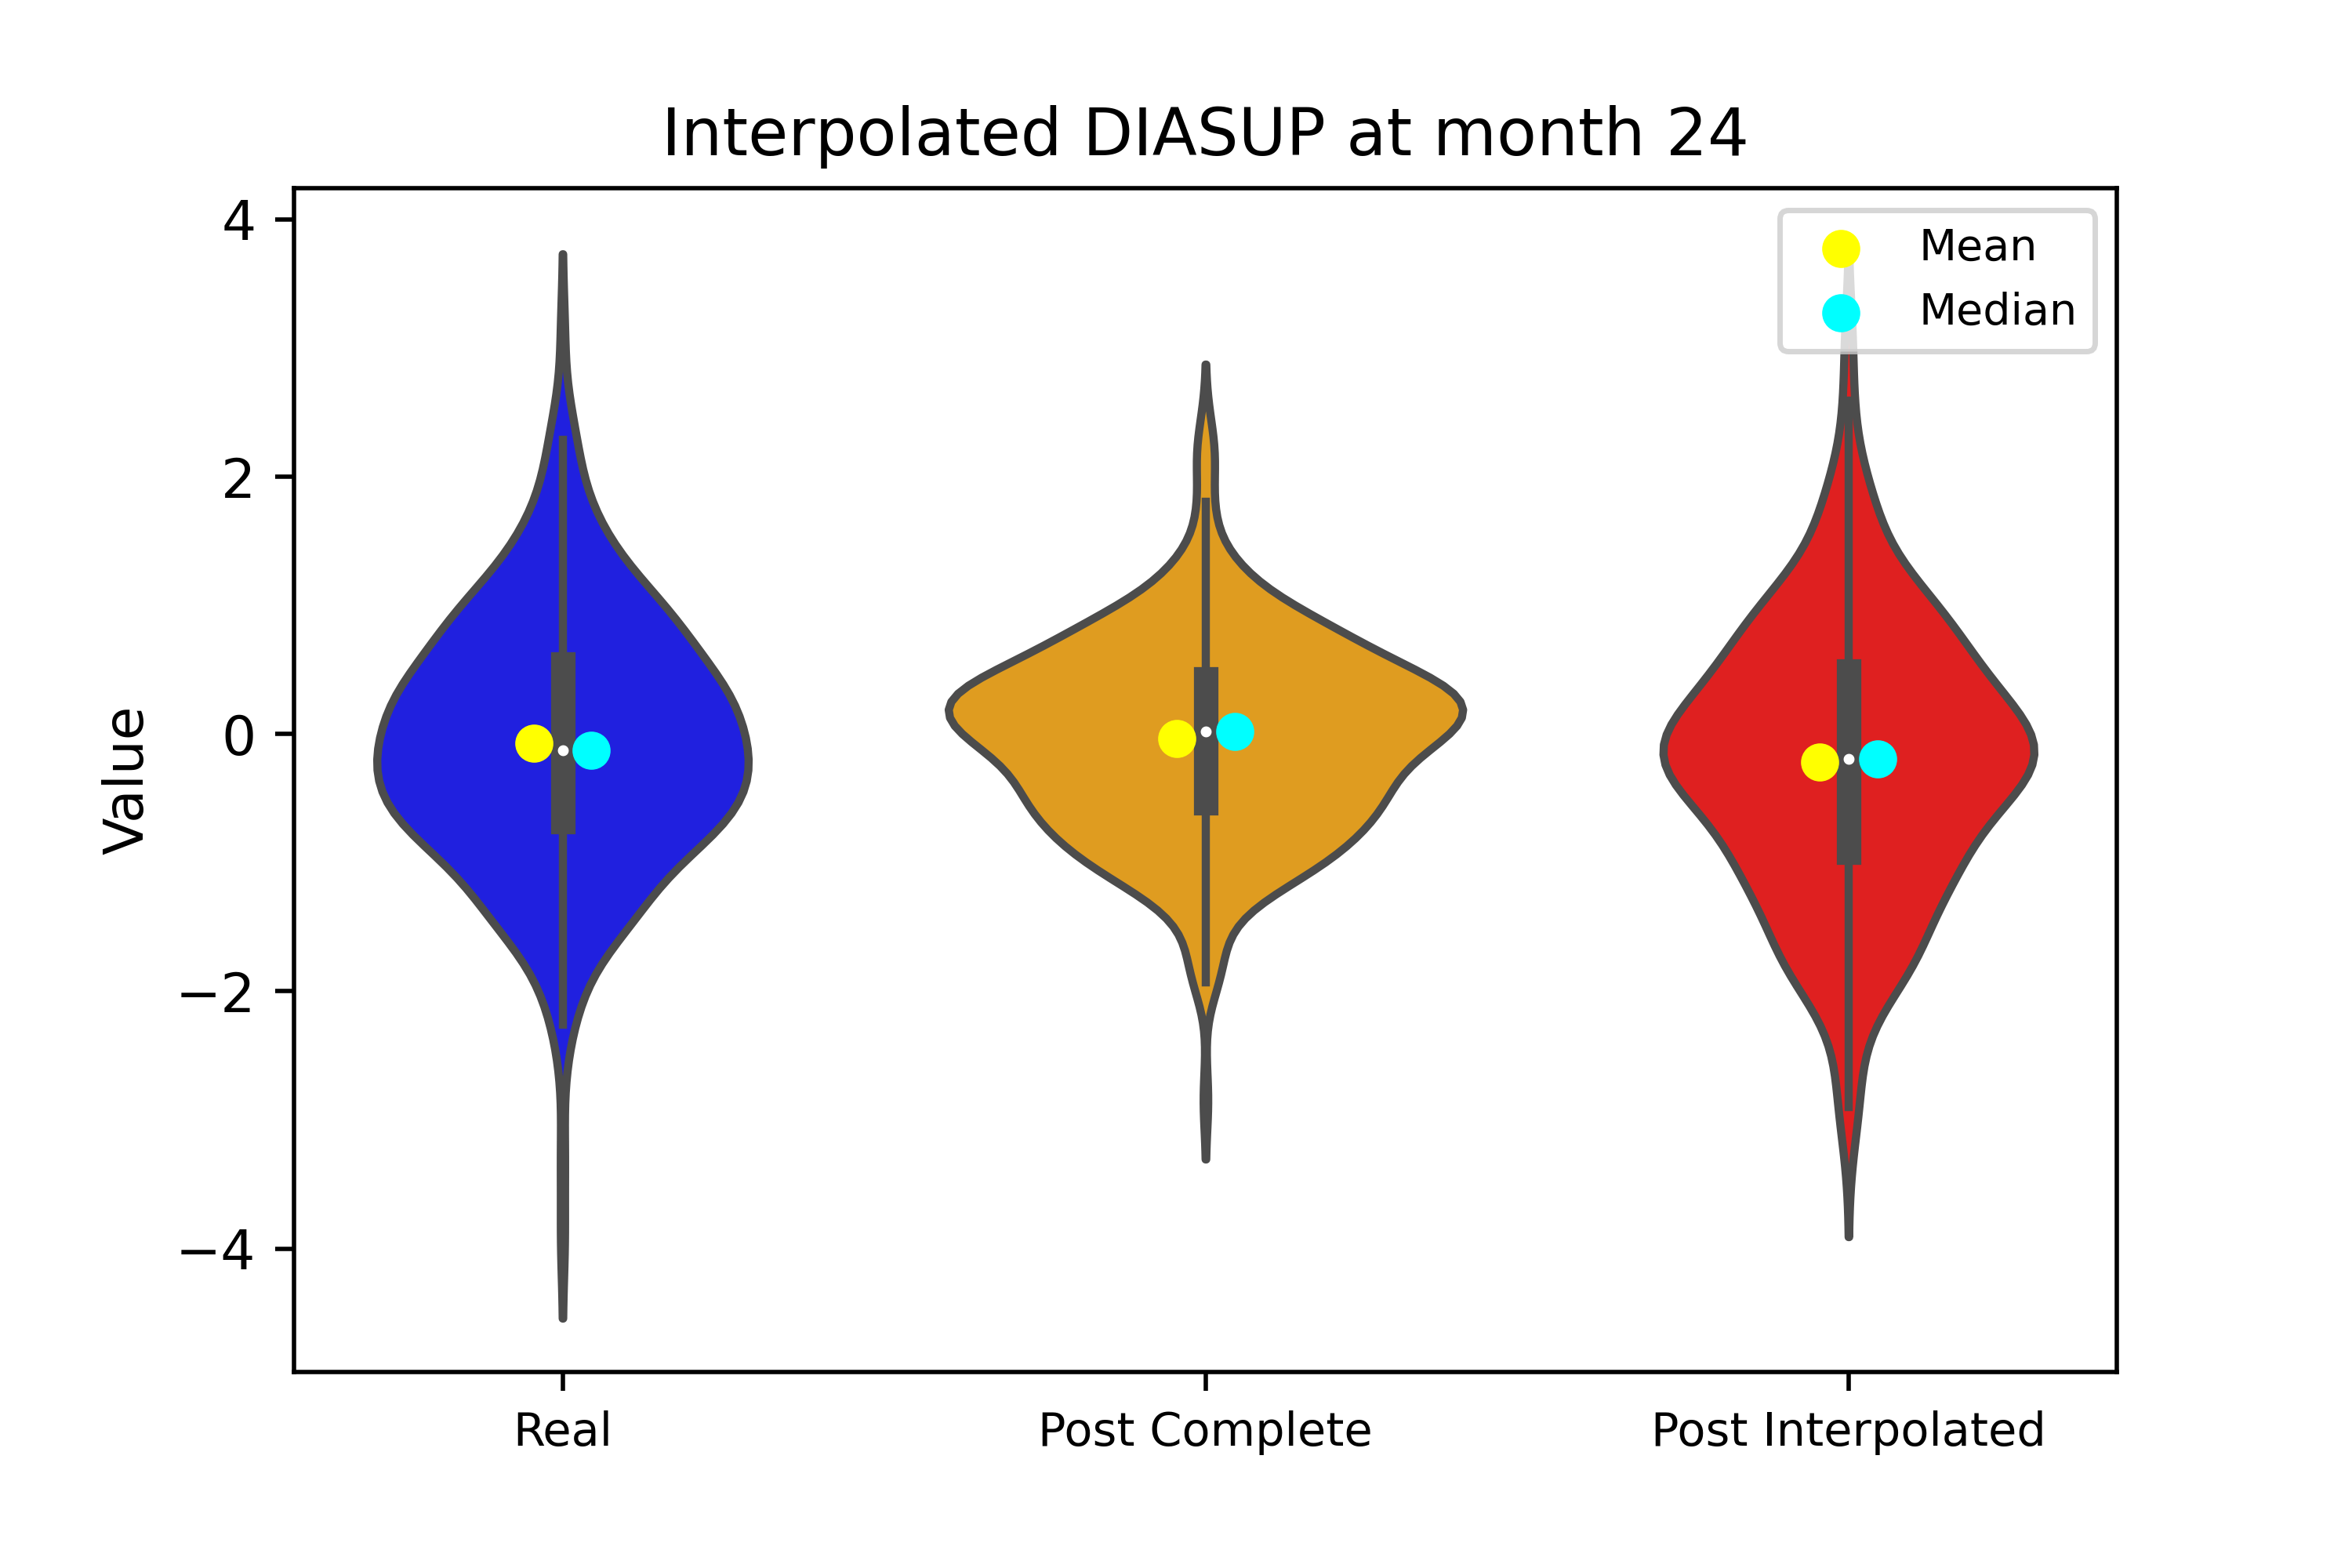 Interpolated DIASUP at month 24
Mean
Median
Value
4
2
0
−2
−4
Real
Post Complete
Post Interpolated